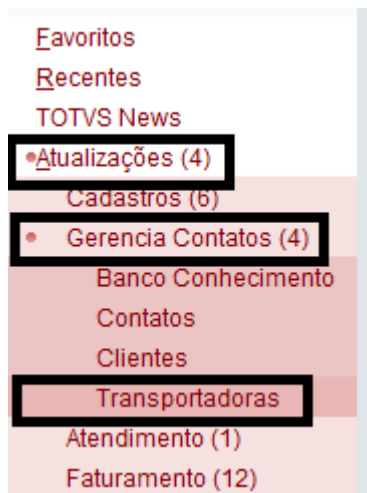 Favoritos
Recentes
TOTVS News
Atualizações (4)
Cadastros (6)
Gerencia Contatos (4)
Banco Conhecimento
Contatos
Clientes
Transportadoras
Atendimento (1)
Faturamento (12)